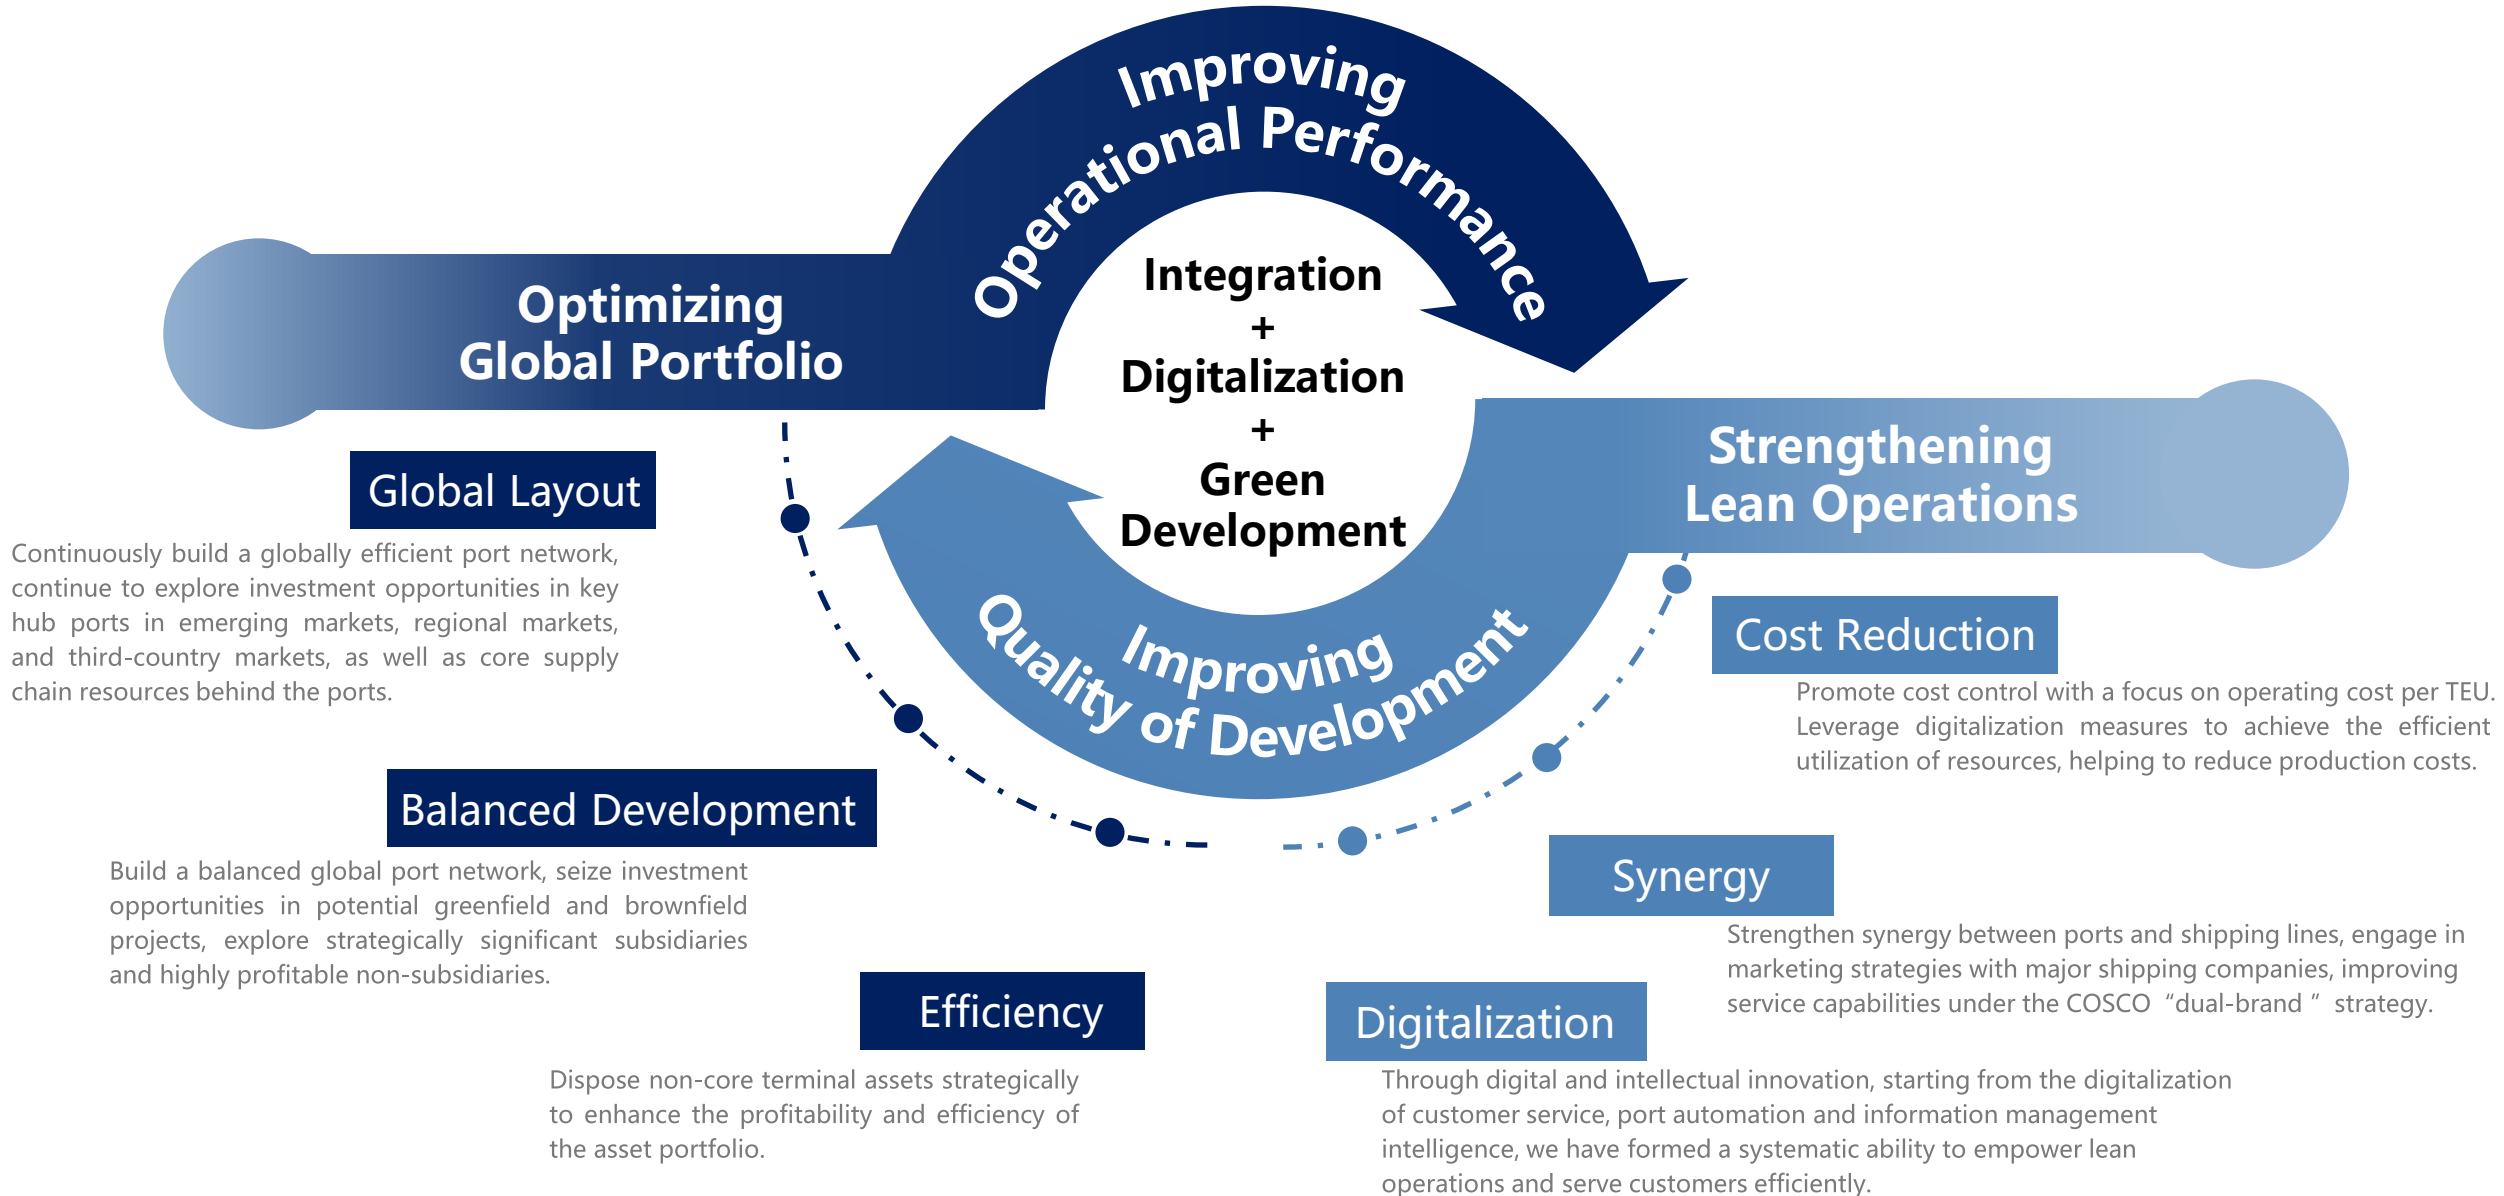 Improving
Operational Performance
Optimizing
Global Portfolio
Integration
+
Digitalization
+
Green
Development
Strengthening
Lean Operations
Improving
Quality of Development
Global Layout
Continuously build a globally efficient port network,
continue to explore investment opportunities in key
hub ports in emerging markets, regional markets,
and third-country markets, as well as core supply
chain resources behind the ports.
Balanced Development
Build a balanced global port network, seize investment
opportunities in potential greenfield and brownfield
projects, explore strategically significant subsidiaries
and highly profitable non-subsidiaries.
Efficiency
Dispose non-core terminal assets strategically
to enhance the profitability and efficiency of
the asset portfolio.
Cost Reduction
Promote cost control with a focus on operating cost per TEU.
Leverage digitalization measures to achieve the efficient
utilization of resources, helping to reduce production costs.
Synergy
Strengthen synergy between ports and shipping lines, engage in
marketing strategies with major shipping companies, improving
service capabilities under the COSCO “dual-brand ” strategy.
Digitalization
Through digital and intellectual innovation, starting from the digitalization
of customer service, port automation and information management
intelligence, we have formed a systematic ability to empower lean
operations and serve customers efficiently.